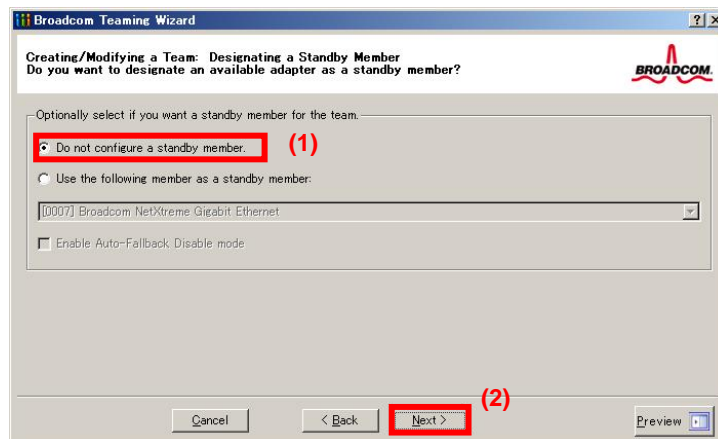 Broadcom Teaming Wizard
Creating/Modifying a Team: Designating a Standby Member
Do you want to designate an available adapter as a standby member?
BROADCOM.
Optionally select if you want a standby member for the team.
Do not configure a standby member.
(1)
Use the following member as a standby member:
[0007] Broadcom NetXtreme Gigabit Ethernet
Enable Auto-Fallback Disable mode
(2)
Cancel
< Back
Next >
Preview